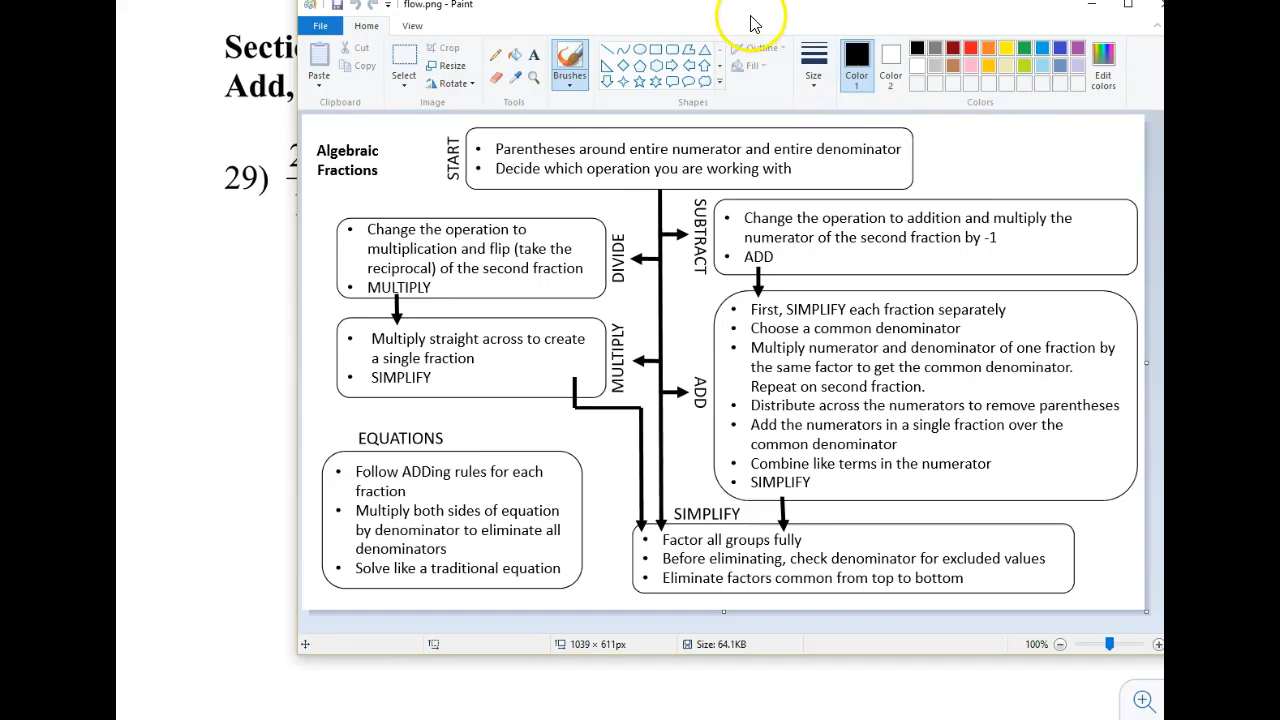 flow.png - Paint
File Home View
Paste
Cut
Copy
Clipboard
Select
Crop
Resize
Rotate
Image
A
Tools
Brushes
Outline
Fill
Shapes
Size
Color
1
Color
2
Edit
colors
Colors
Add,
29)
Algebraic
Fractions
START
• Parentheses around entire numerator and entire denominator
• Decide which operation you are working with
SUBTRACT
• Change the operation to addition and multiply the
numerator of the second fraction by -1
• ADD
DIVIDE
• Change the operation to
multiplication and flip (take the
reciprocal) of the second fraction
• MULTIPLY
MULTIPLY
• Multiply straight across to create
a single fraction
• SIMPLIFY
ADD
• First, SIMPLIFY each fraction separately
• Choose a common denominator
• Multiply numerator and denominator of one fraction by
the same factor to get the common denominator.
Repeat on second fraction.
• Distribute across the numerators to remove parentheses
• Add the numerators in a single fraction over the
common denominator
• Combine like terms in the numerator
• SIMPLIFY
EQUATIONS
• Follow ADDing rules for each
fraction
• Multiply both sides of equation
by denominator to eliminate all
denominators
• Solve like a traditional equation
SIMPLIFY
• Factor all groups fully
• Before eliminating, check denominator for excluded values
• Eliminate factors common from top to bottom
1039 × 611px
Size: 64.1KB
100%